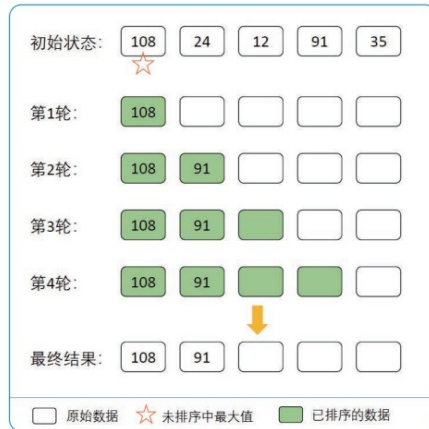 初始状态： 108 24 12 91 35
第1轮： 108
第2轮： 108 91
第3轮： 108 91
第4轮： 108 91
最终结果： 108 91
原始数据 未排序中最大值 已排序的数据